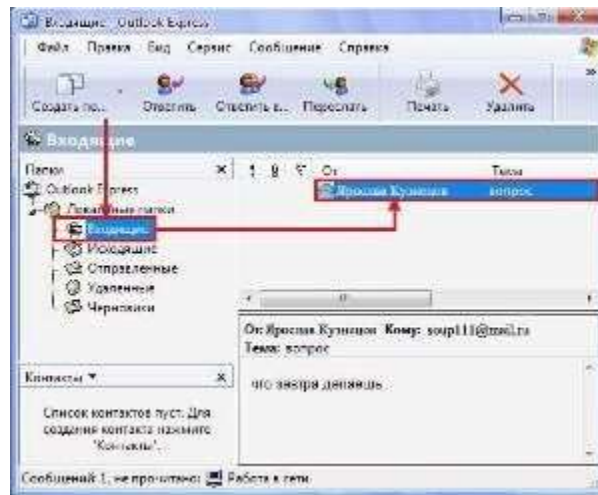 Входящие - Outlook Express
Файл Правка Вид Сервис Сообщение Справка
Создать по... Ответить Ответить в... Переслать Печать Удалить
Входящие
Папки
От Тема
Outlook Express
Ярослав Кузнецов вопрос
Локальные папки
Входящие
Исходящие
Отправленные
Удаленные
Черновики
От: Ярослав Кузнецов Кому: soup111@mail.ru
Тема: вопрос
Контакты
что завтра делаешь
Список контактов пуст. Для
создания контакта нажмите
"Контакты".
Сообщений: 1, не прочитано: Работа в сети